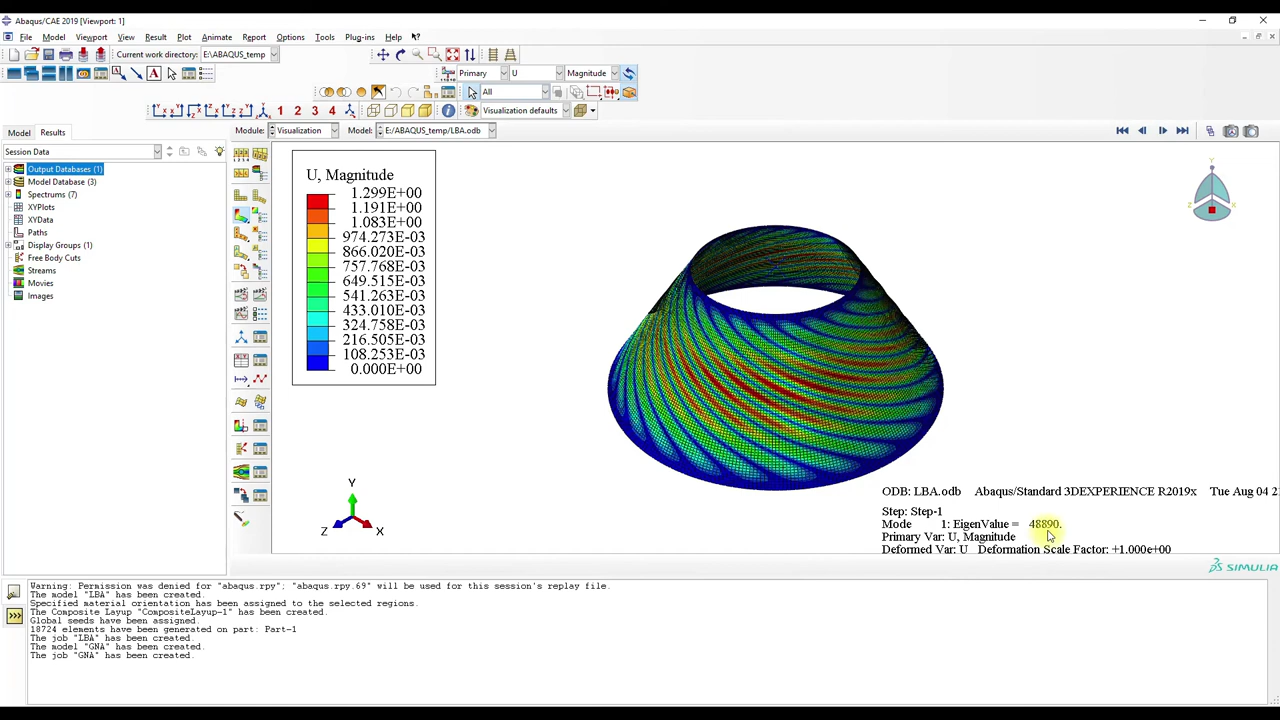 Abaqus/CAE 2019 [Viewport: 1]
File Model Viewport View Result Plot Animate Report Options Tools Plug-ins Help
Current work directory: E:\ABAQUS_temp
Primary U Magnitude
All
1 2 3 4 Visualization defaults
Model Results Module: Visualization Model: E:/ABAQUS_temp/LBA.odb
Session Data
Output Databases (1)
Model Database (3)
Spectrums (7)
XYPlots
XYData
Paths
Display Groups (1)
Free Body Cuts
Streams
Movies
Images
U, Magnitude
1.299E+00
1.191E+00
1.083E+00
974.273E-03
866.020E-03
757.768E-03
649.515E-03
541.263E-03
433.010E-03
324.758E-03
216.505E-03
108.253E-03
0.000E+00
Y
Z X
Y
Z X
ODB: LBA.odb Abaqus/Standard 3DEXPERIENCE R2019x Tue Aug 04 2
Step: Step-1
Mode 1: EigenValue = 48890.
Primary Var: U, Magnitude
Deformed Var: U Deformation Scale Factor: +1.000e+00
SIMULIA
Warning: Permission was denied for "abaqus.rpy"; "abaqus.rpy.69" will be used for this session's replay file.
The model "LBA" has been created.
Specified material orientation has been assigned to the selected regions.
The Composite Layup "CompositeLayup-1" has been created.
Global seeds have been assigned.
18724 elements have been generated on part: Part-1
The job "LBA" has been created.
The model "GNA" has been created.
The job "GNA" has been created.